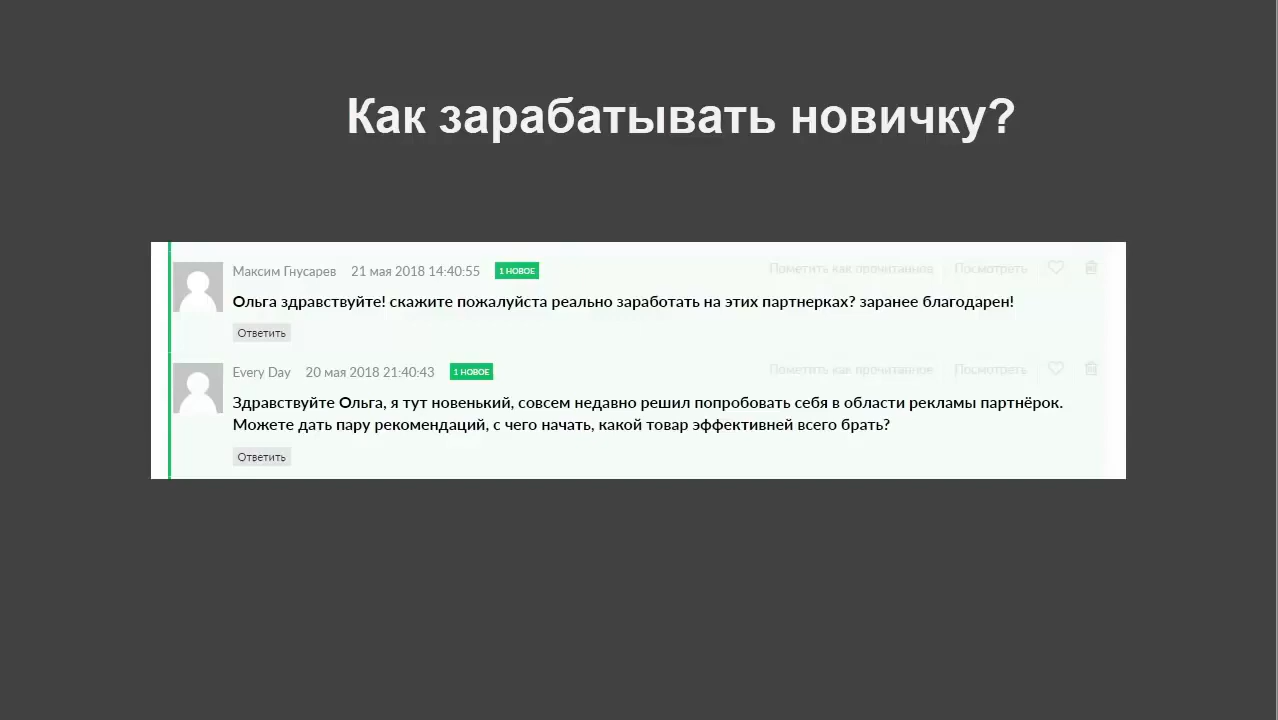 Как зарабатывать новичку?
Максим Гнусарев 21 мая 2018 14:40:55 1 НОВОЕ Пометить как прочитанное Посмотреть
Ольга здравствуйте! скажите пожалуйста реально заработать на этих партнерках? заранее благодарен!
Ответить
Every Day 20 мая 2018 21:40:43 1 НОВОЕ Пометить как прочитанное Посмотреть
Здравствуйте Ольга, я тут новенький, совсем недавно решил попробовать себя в области рекламы партнёрок.
Можете дать пару рекомендаций, с чего начать, какой товар эффективней всего брать?
Ответить